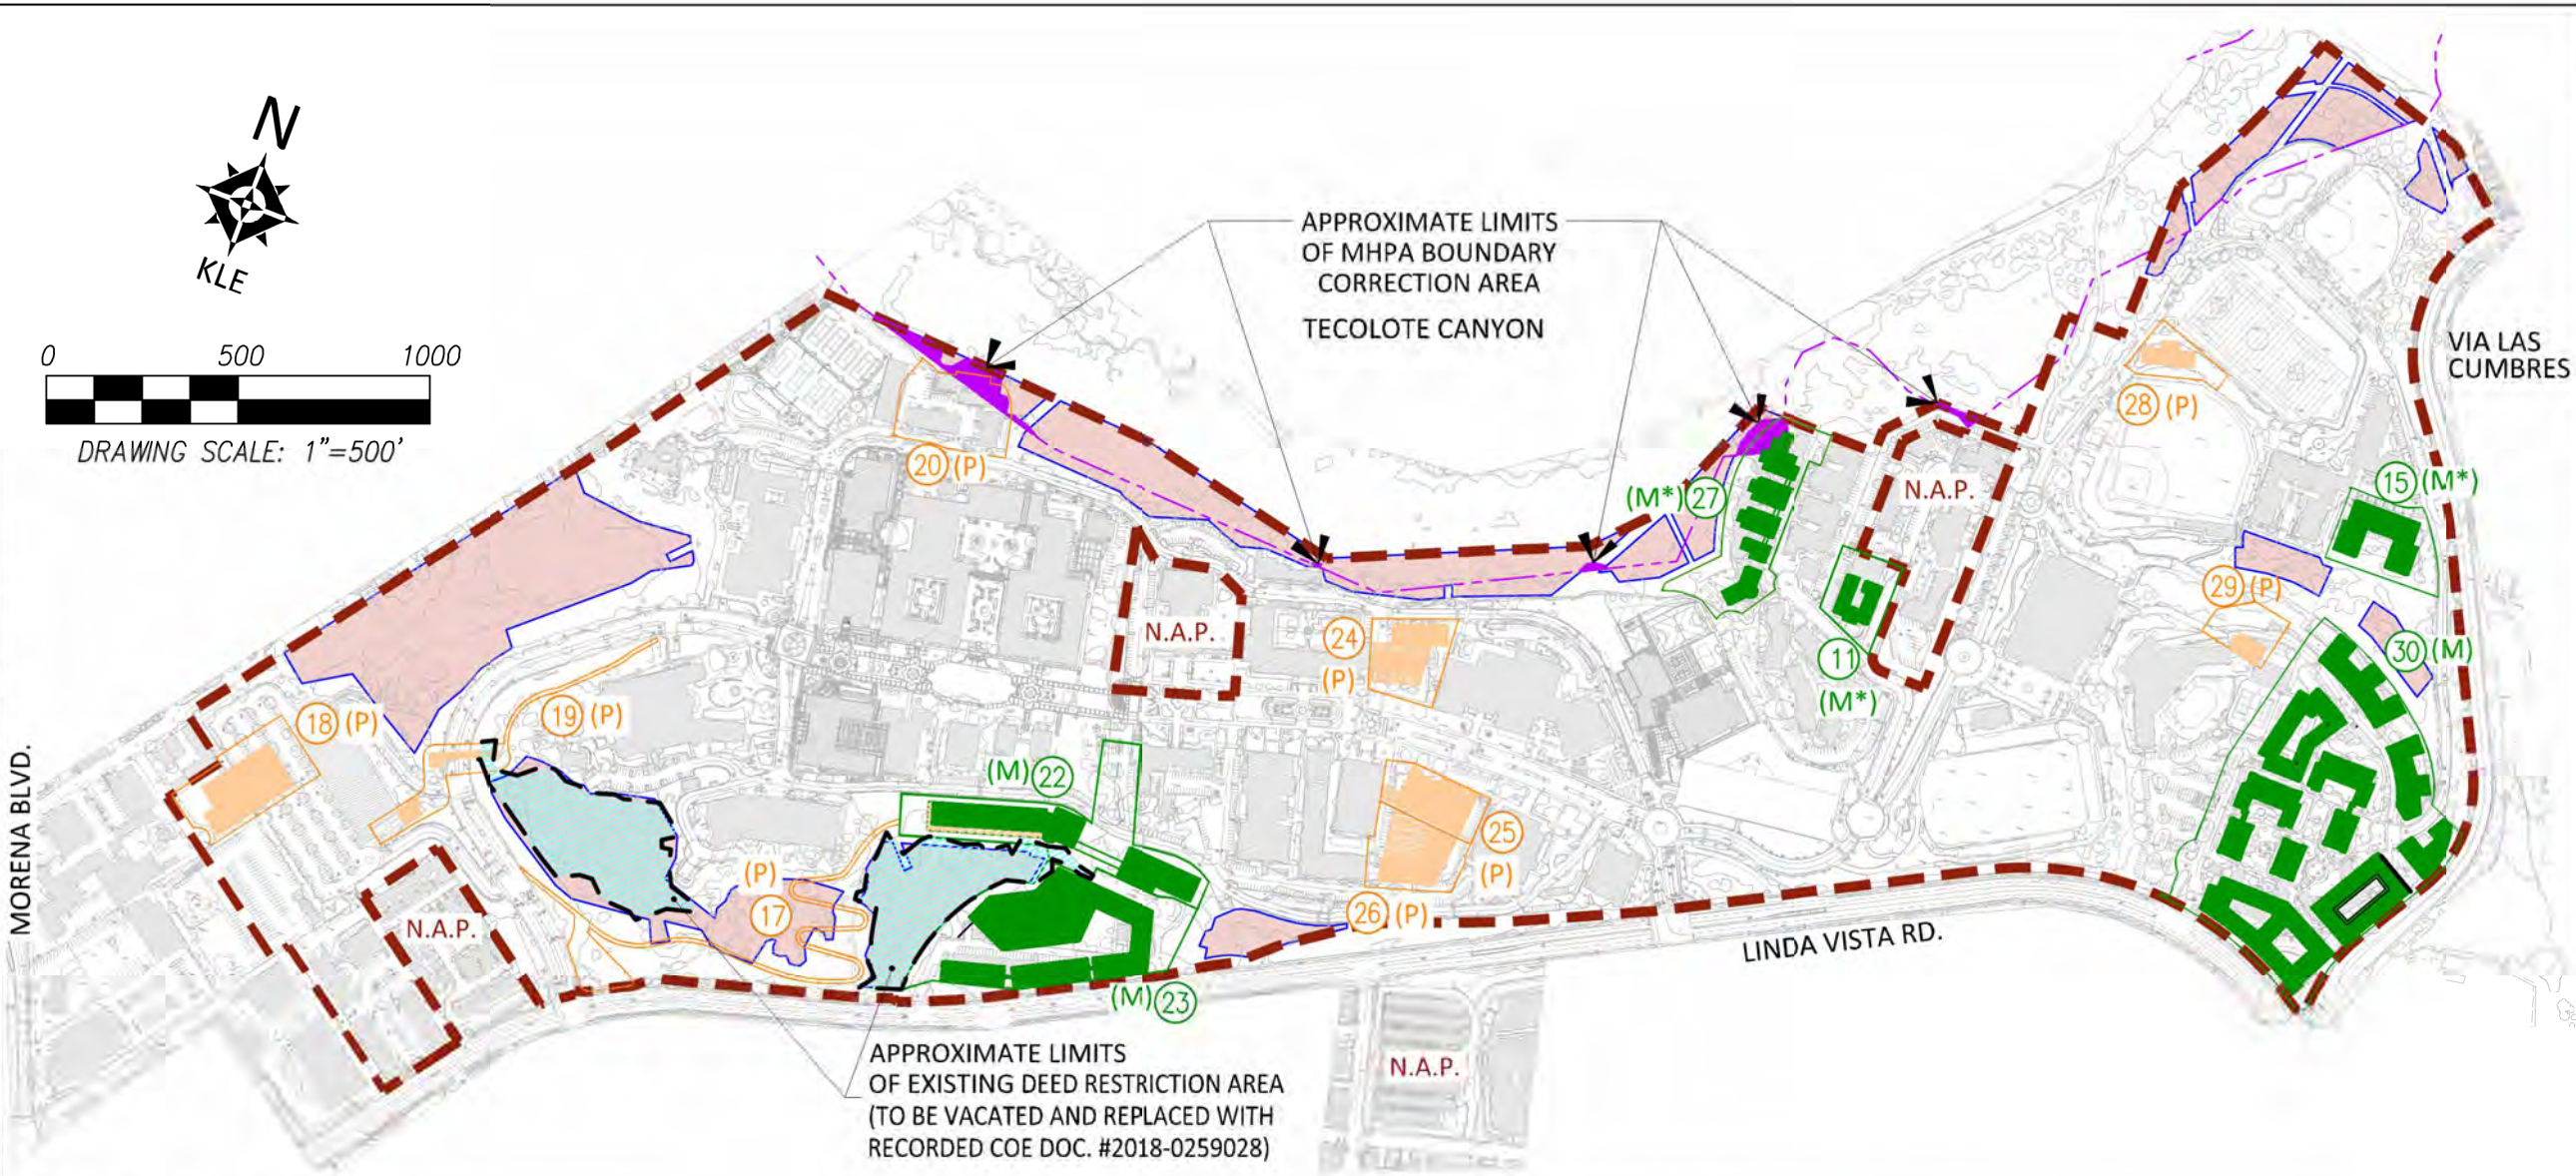 N
KLE
0 500 1000
DRAWING SCALE: 1"=500'
APPROXIMATE LIMITS
OF MHPA BOUNDARY
CORRECTION AREA
TECOLOTE CANYON
VIA LAS
CUMBRES
28 (P)
20 (P)
15 (M*)
(M*) 27
N.A.P.
29 (P)
N.A.P.
24
(P)
11
(M*)
30 (M)
18 (P)
19 (P)
(M) 22
25
(P)
(P)
17
26 (P)
MORENA BLVD.
N.A.P.
LINDA VISTA RD.
(M) 23
APPROXIMATE LIMITS
OF EXISTING DEED RESTRICTION AREA
(TO BE VACATED AND REPLACED WITH
RECORDED COE DOC. #2018-0259028)
N.A.P.